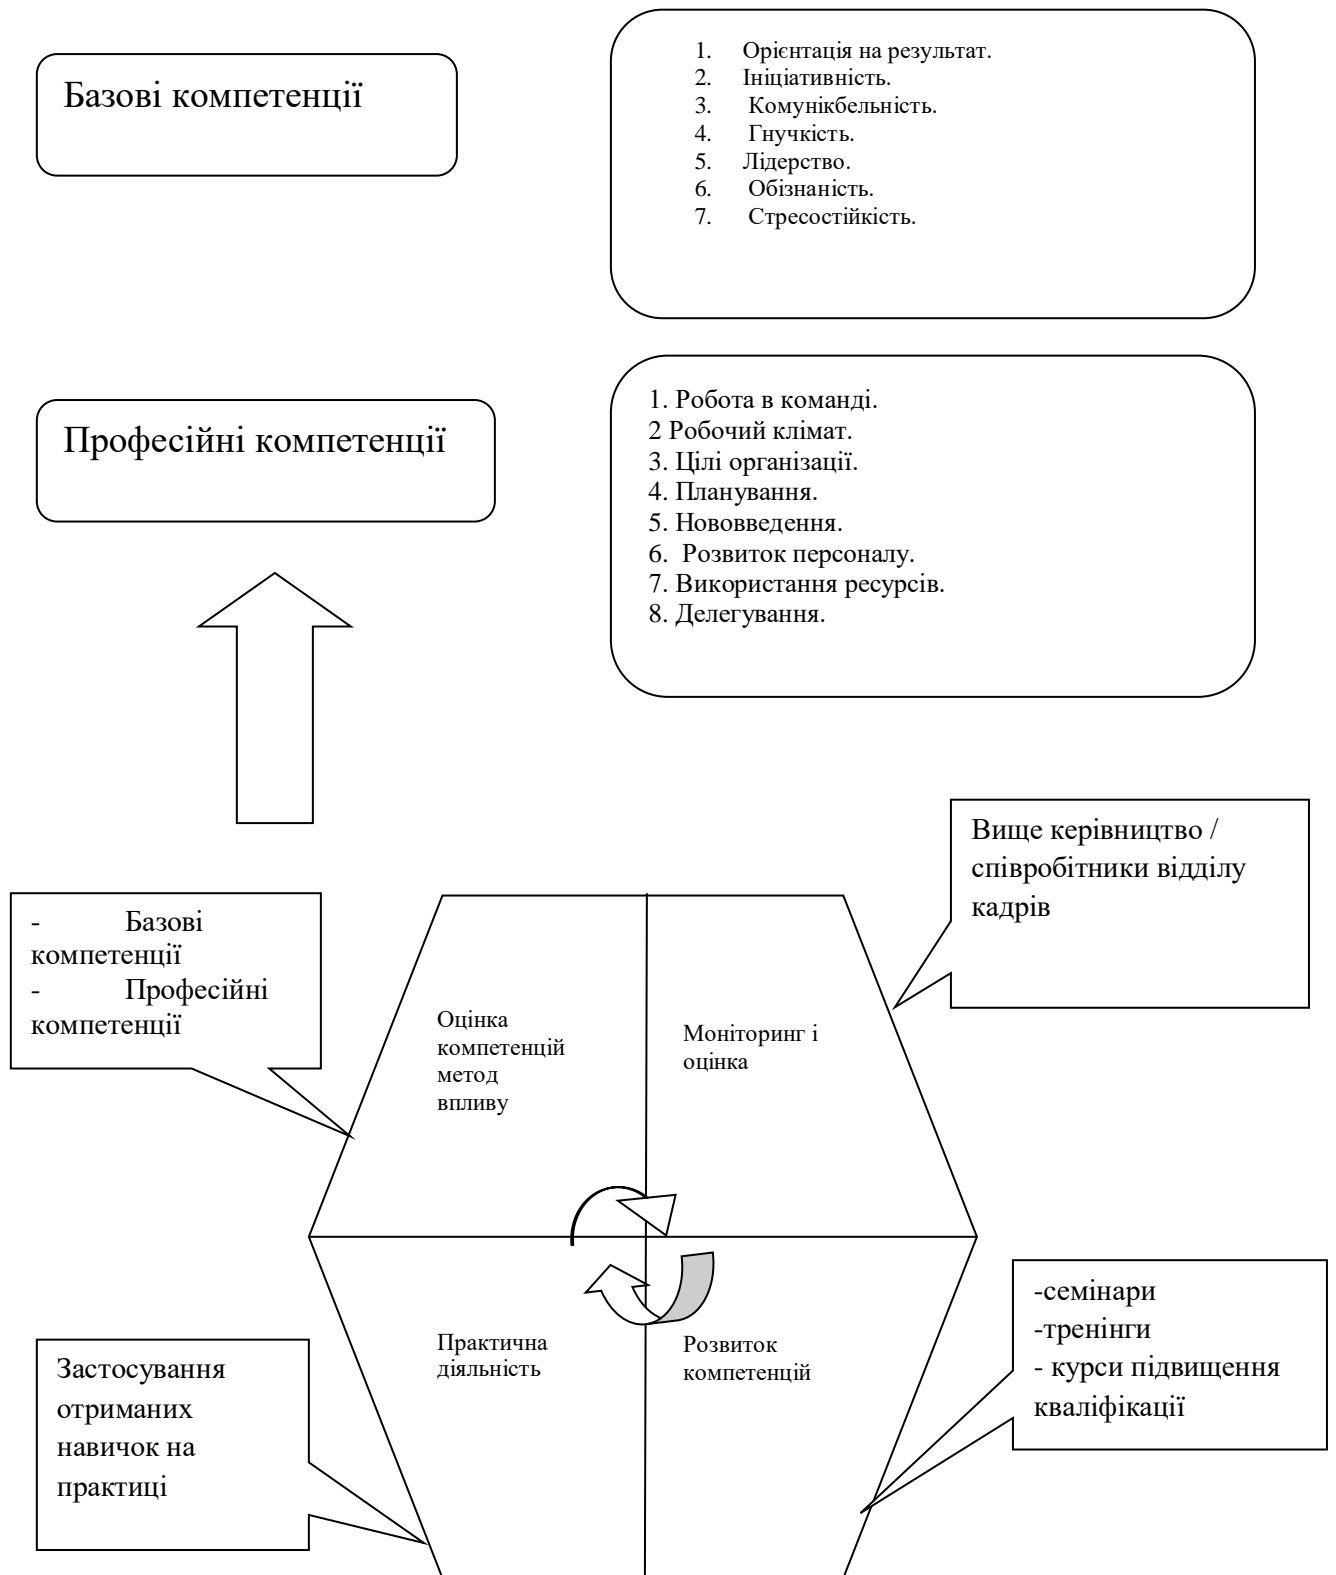 Базові компетенції
1. Орієнтація на результат.
2. Ініціативність.
3. Комунікбельність.
4. Гнучкість.
5. Лідерство.
6. Обізнаність.
7. Стресостійкість.
Професійні компетенції
1. Робота в команді.
2 Робочий клімат.
3. Цілі організації.
4. Планування.
5. Нововведення.
6. Розвиток персоналу.
7. Використання ресурсів.
8. Делегування.
Вище керівництво /
співробітники відділу
кадрів
- Базові
компетенції
- Професійні
компетенції
Оцінка
компетенцій
метод
впливу
Моніторинг і
оцінка
Практична
діяльність
Розвиток
компетенцій
-семінари
-тренінги
- курси підвищення
кваліфікації
Застосування
отриманих
навичок на
практиці